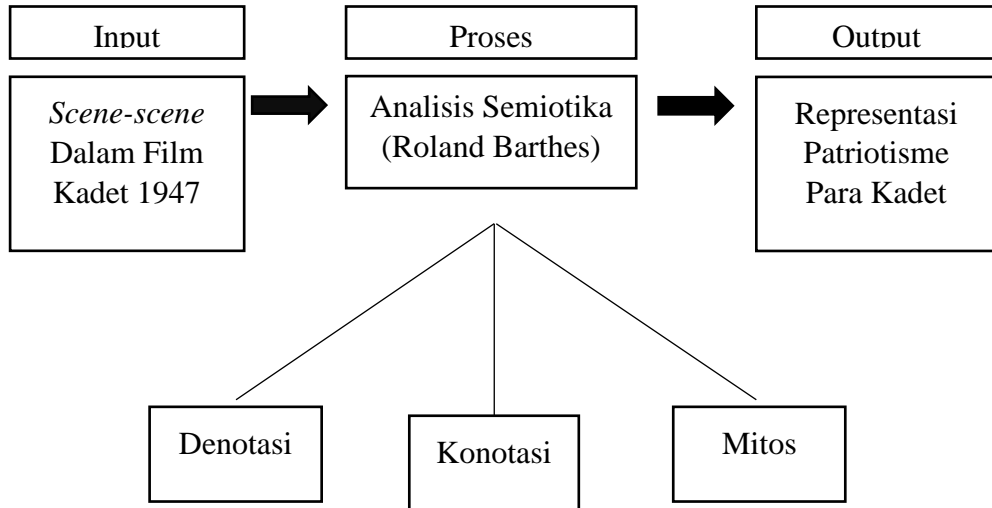 Input
Proses
Output
Scene-scene
Dalam Film
Kadet 1947
Analisis Semiotika
(Roland Barthes)
Representasi
Patriotisme
Para Kadet
Denotasi
Konotasi
Mitos